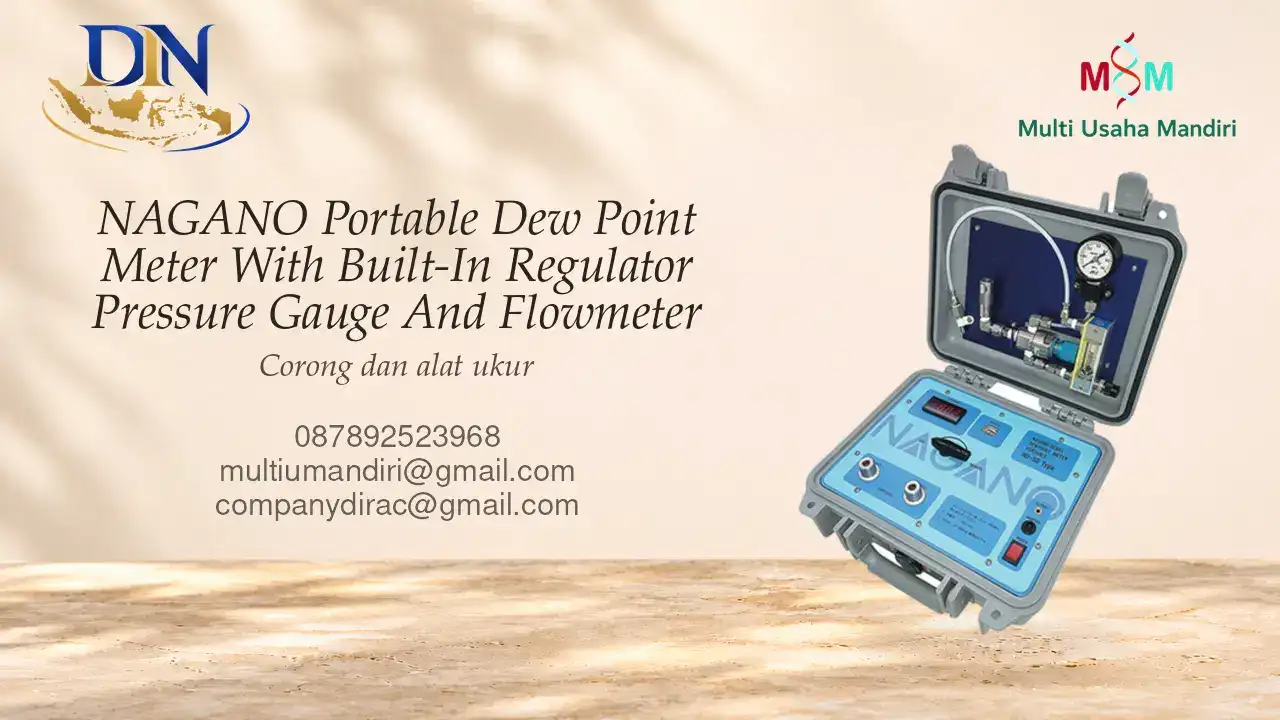 DIN
M M
Multi Usaha Mandiri
NAGANO Portable Dew Point
Meter With Built-In Regulator
Pressure Gauge And Flowmeter
Corong dan alat ukur
087892523968
multiumandiri@gmail.com
companydirac@gmail.com
NAGANO